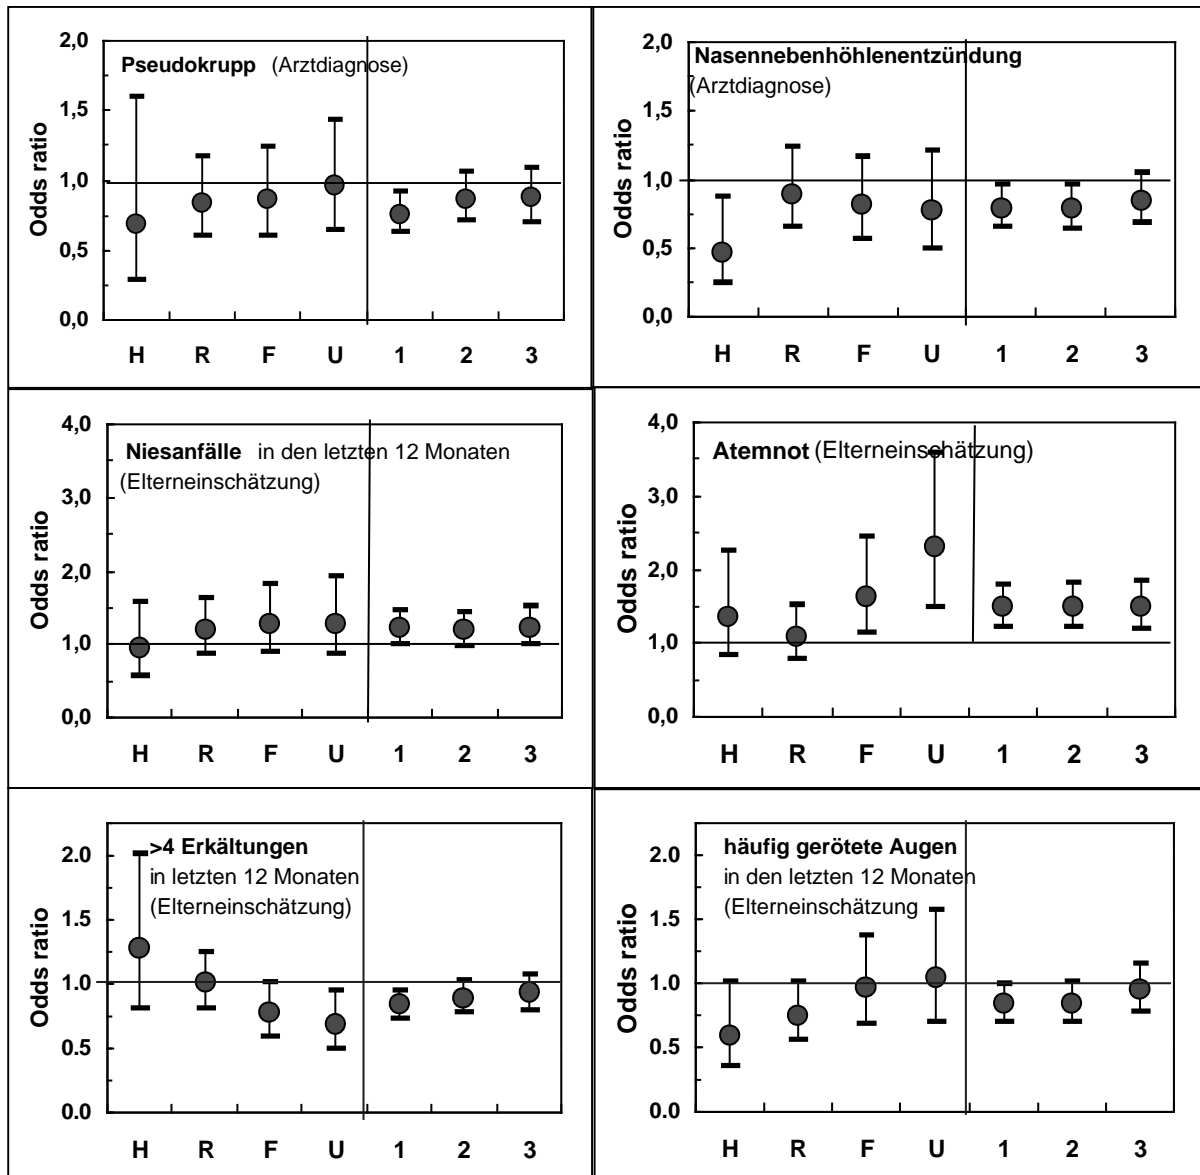 Pseudokrupp (Arztdiagnose)
Odds ratio
2,0
1,5
1,0
0,5
0,0
H R F U 1 2 3
Nasennebenhöhlenentzündung
(Arztdiagnose)
Odds ratio
2,0
1,5
1,0
0,5
0,0
H R F U 1 2 3
Niesanfälle in den letzten 12 Monaten
(Elterneinschätzung)
Odds ratio
4,0
3,0
2,0
1,0
0,0
H R F U 1 2 3
Atemnot (Elterneinschätzung)
Odds ratio
4,0
3,0
2,0
1,0
0,0
H R F U 1 2 3
>4 Erkältungen
in letzten 12 Monaten
(Elterneinschätzung)
Odds ratio
2.0
1.5
1.0
0.5
0.0
H R F U 1 2 3
häufig gerötete Augen
in den letzten 12 Monaten
(Elterneinschätzung
Odds ratio
2.0
1.5
1.0
0.5
0.0
H R F U 1 2 3